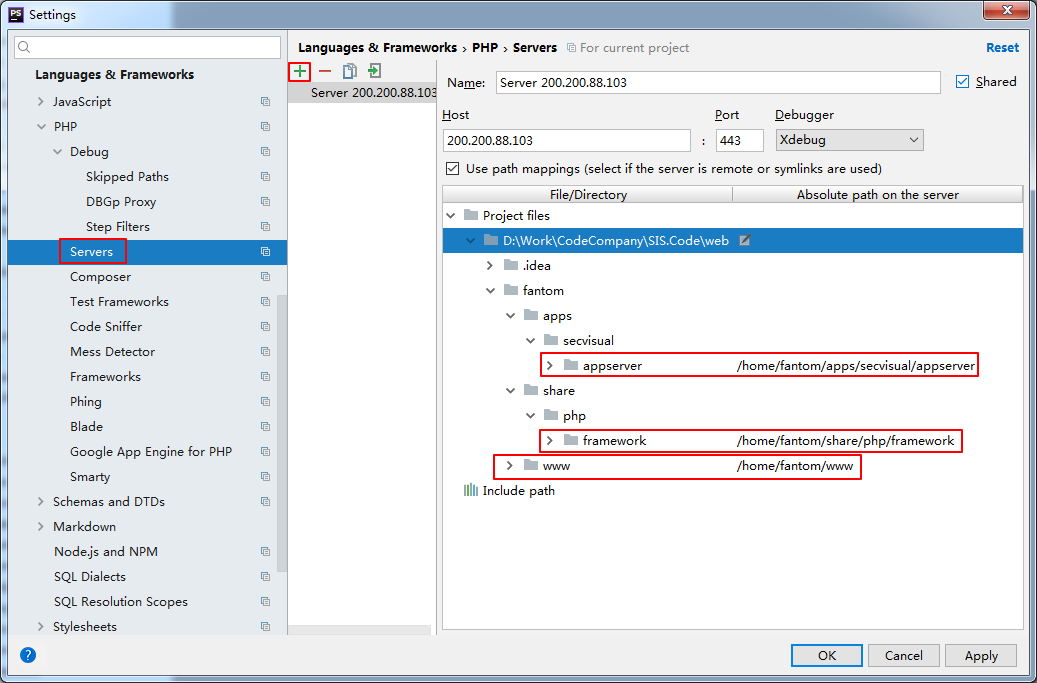 PS Settings
Languages & Frameworks
JavaScript
PHP
Debug
Skipped Paths
DBGp Proxy
Step Filters
Servers
Composer
Test Frameworks
Code Sniffer
Mess Detector
Frameworks
Phing
Blade
Google App Engine for PHP
Smarty
Schemas and DTDs
Markdown
Node.js and NPM
SQL Dialects
SQL Resolution Scopes
Stylesheets
Languages & Frameworks › PHP › Servers For current project Reset
Server 200.200.88.103
Name: Server 200.200.88.103 Shared
Host Port Debugger
200.200.88.103 : 443 Xdebug
Use path mappings (select if the server is remote or symlinks are used)
File/Directory Absolute path on the server
Project files
D:\Work\CodeCompany\SIS.Code\web
.idea
fantom
apps
secvisual
appserver /home/fantom/apps/secvisual/appserver
share
php
framework /home/fantom/share/php/framework
www /home/fantom/www
Include path
? OK Cancel Apply